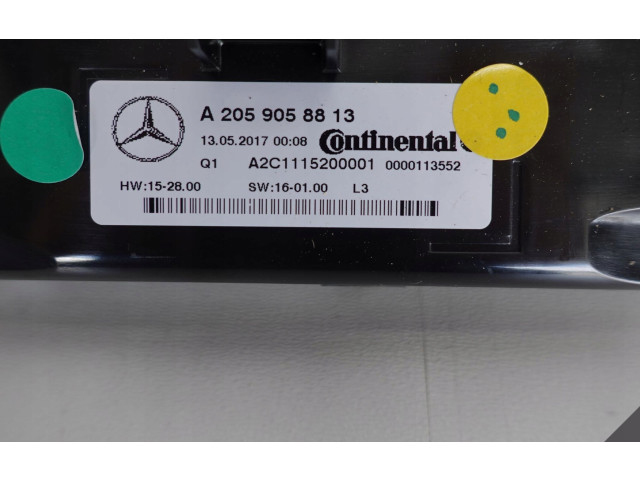 A 205 905 88 13
13.05.2017 00:08 Continental
Q1 A2C1115200001 0000113552
HW:15-28.00 SW:16-01.00 L3